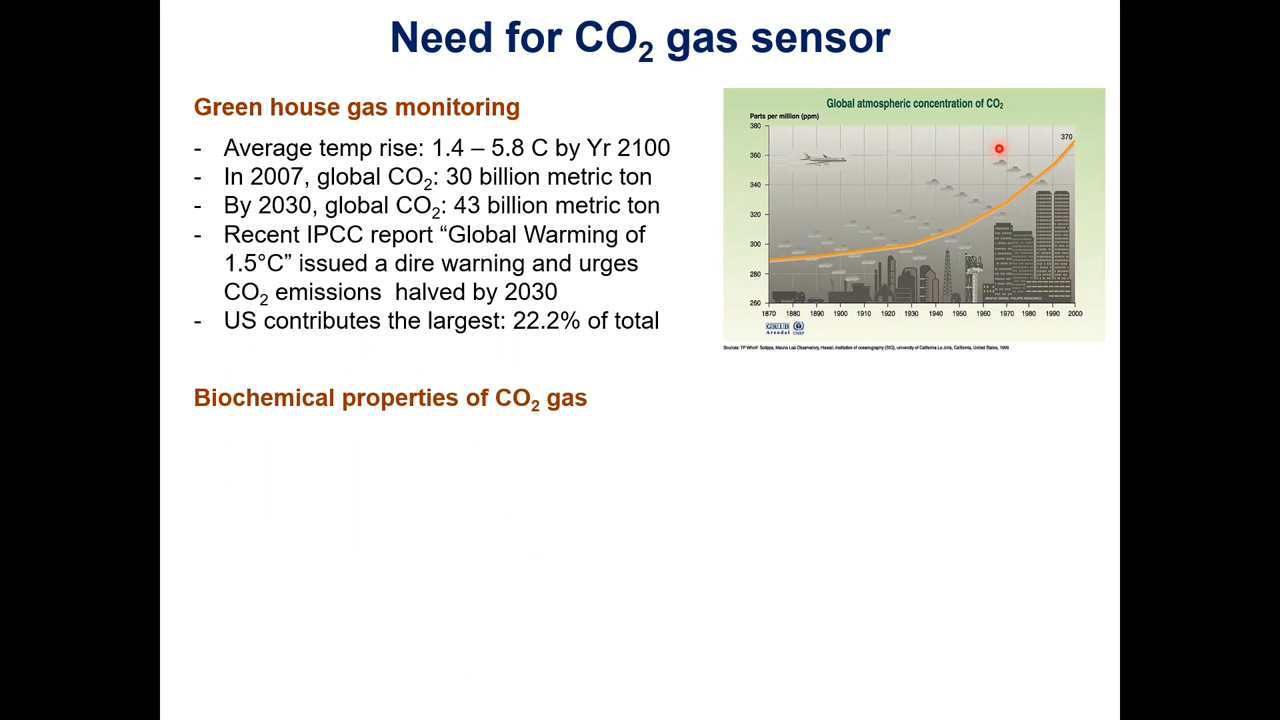 Need for CO₂ gas sensor
Green house gas monitoring
- Average temp rise: 1.4 – 5.8 C by Yr 2100
- In 2007, global CO₂: 30 billion metric ton
- By 2030, global CO₂: 43 billion metric ton
- Recent IPCC report “Global Warming of
1.5°C” issued a dire warning and urges
CO₂ emissions halved by 2030
- US contributes the largest: 22.2% of total
Global atmospheric concentration of CO₂
Parts per million (ppm)
380
370
360
340
320
300
280
260
1870 1880 1890 1900 1910 1920 1930 1940 1950 1960 1970 1980 1990 2000
GRID
Arendal UNEP
Biochemical properties of CO₂ gas